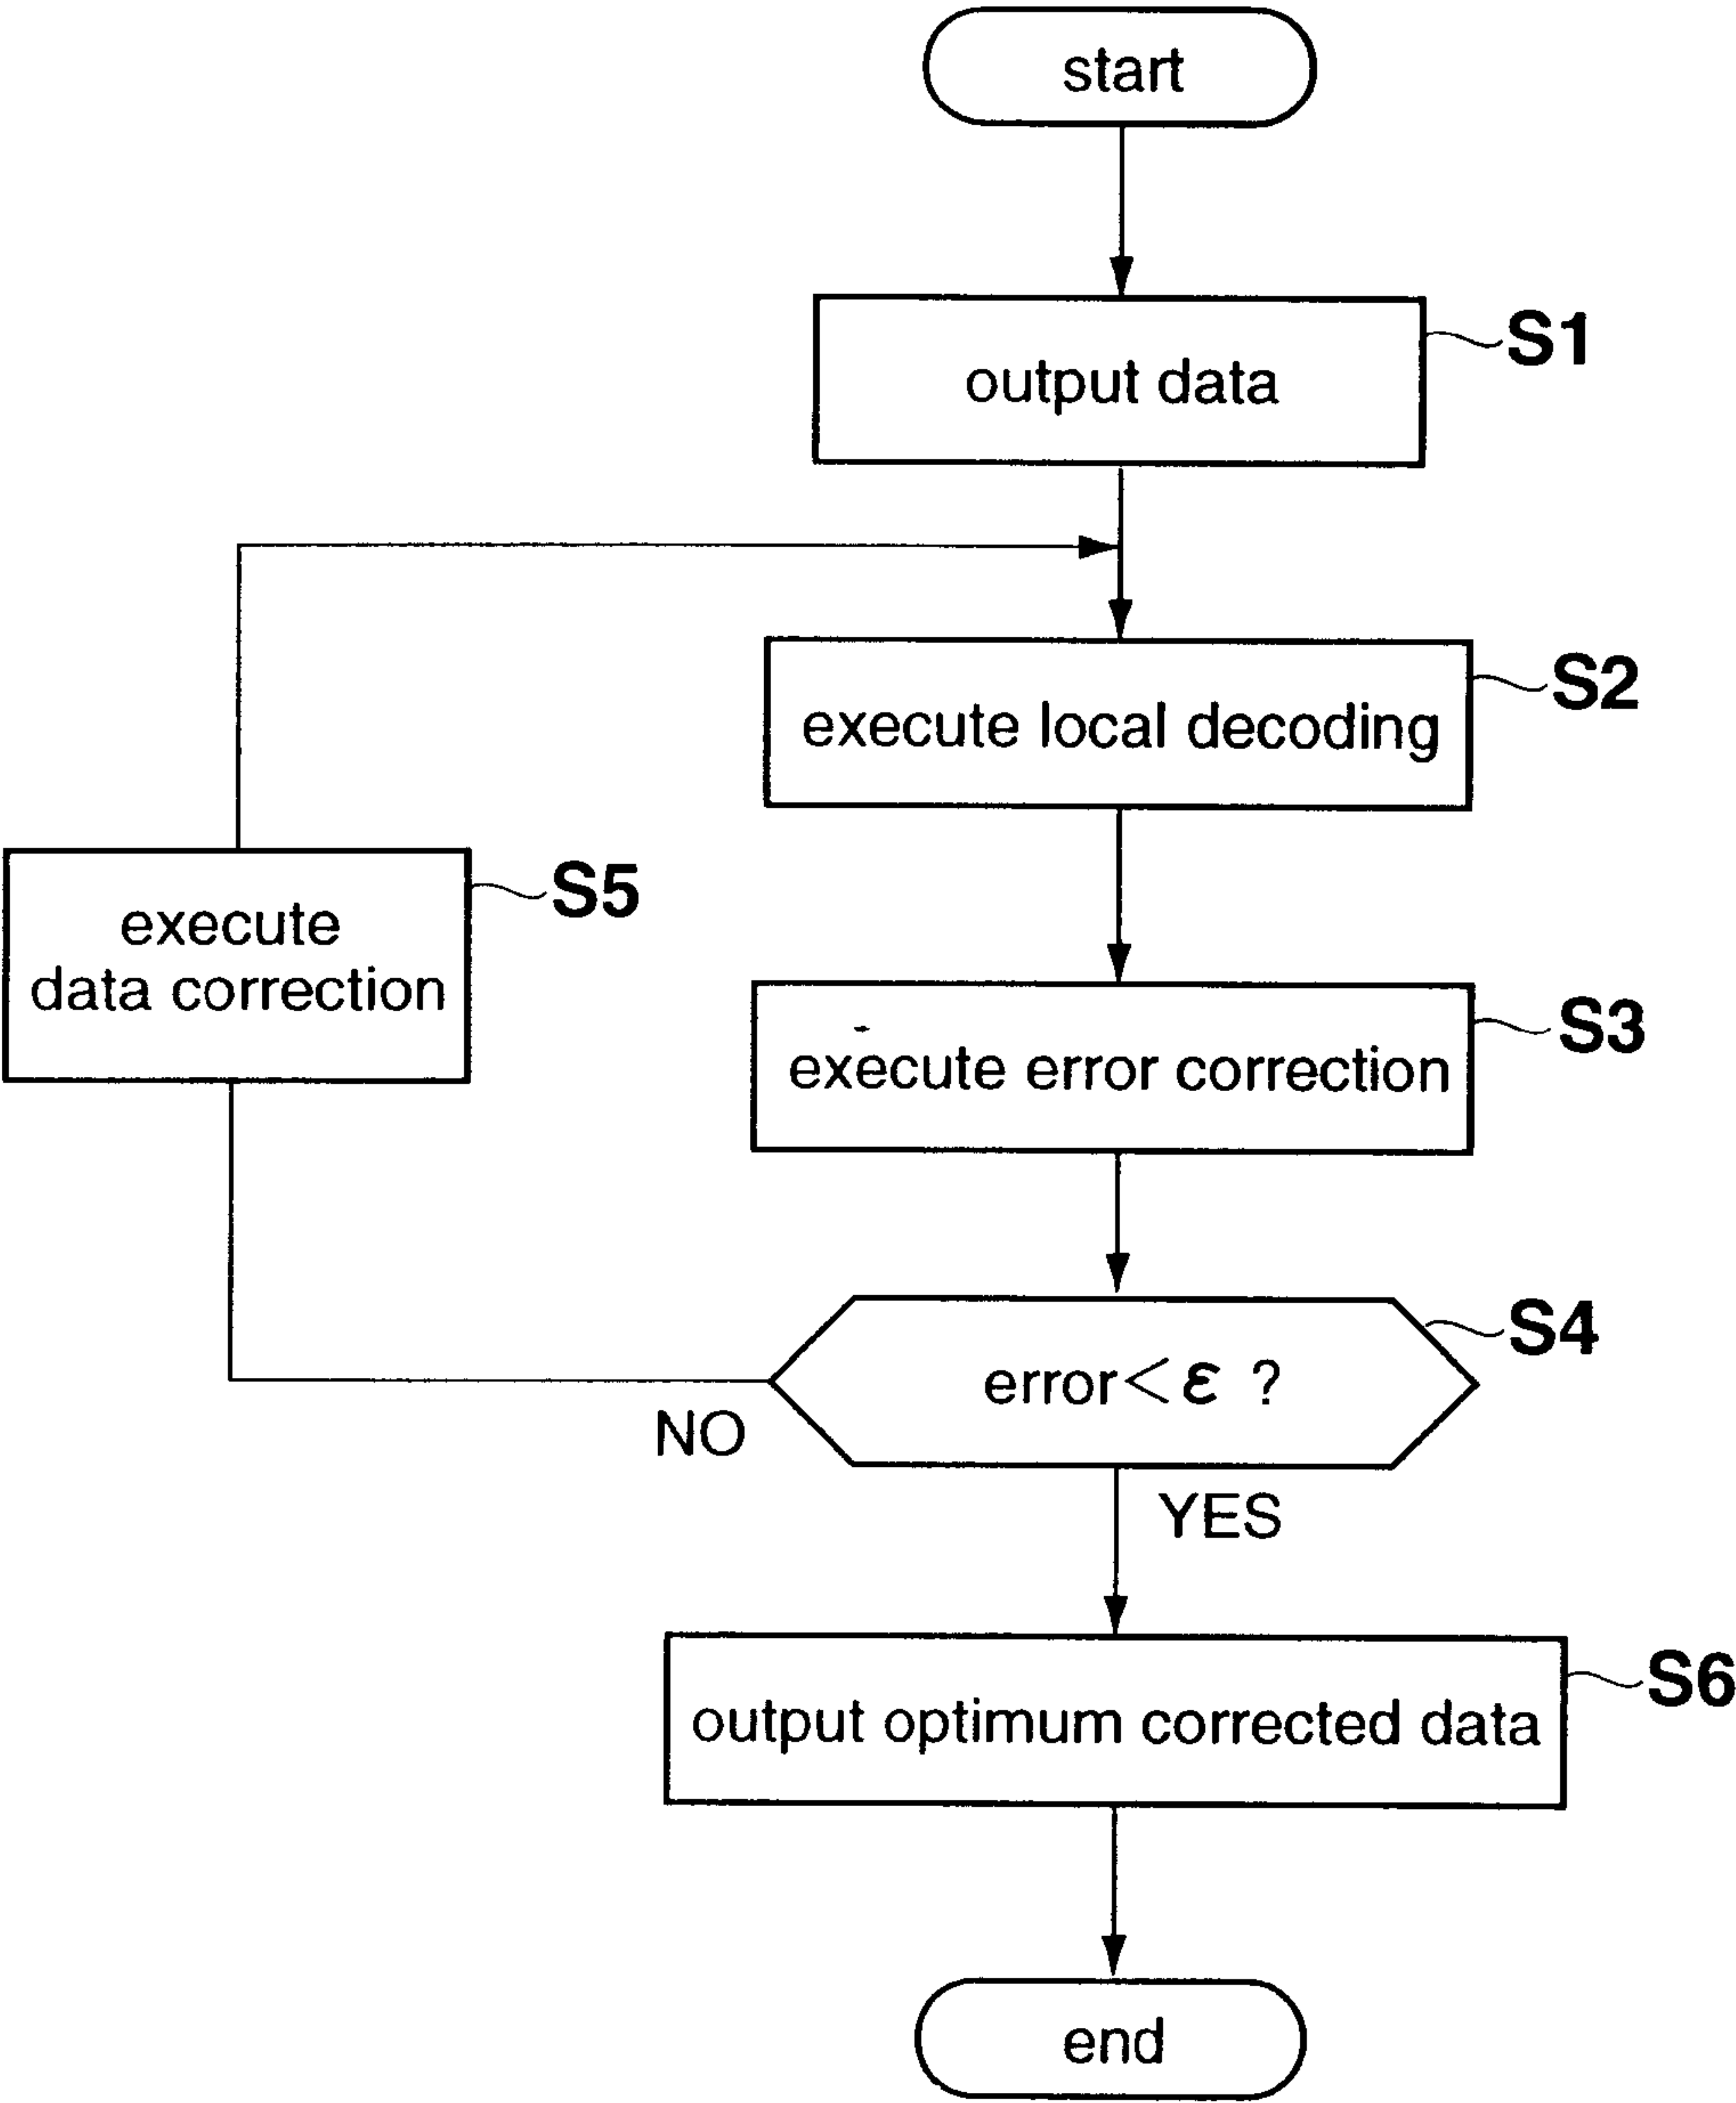 start
output data
S1
execute local decoding
S2
execute
data correction
S5
execute error correction
S3
error<ε ?
S4
NO
YES
output optimum corrected data
S6
end